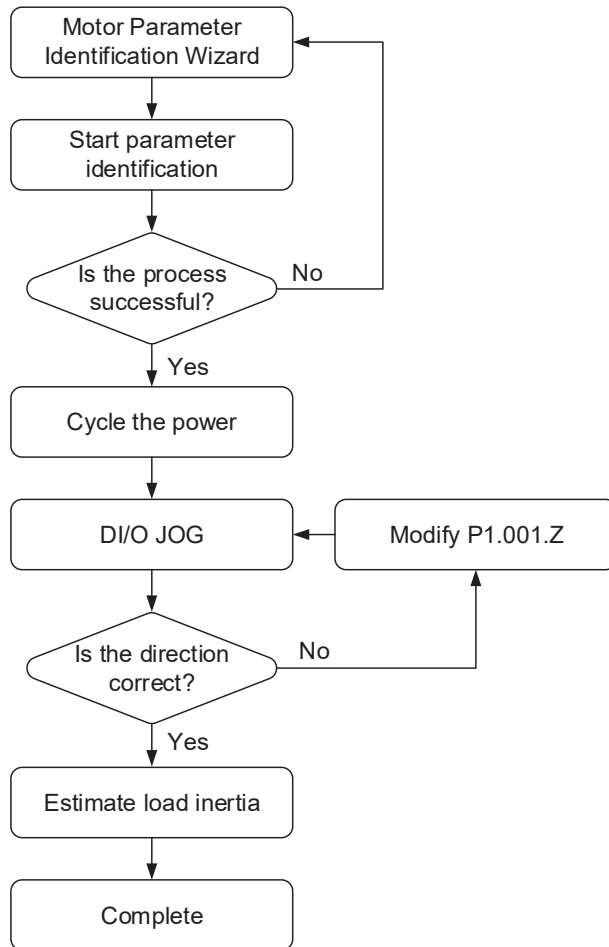 Motor Parameter
Identification Wizard
Start parameter
identification
Is the process
successful?
No
Yes
Cycle the power
DI/O JOG
Modify P1.001.Z
Is the direction
correct?
No
Yes
Estimate load inertia
Complete